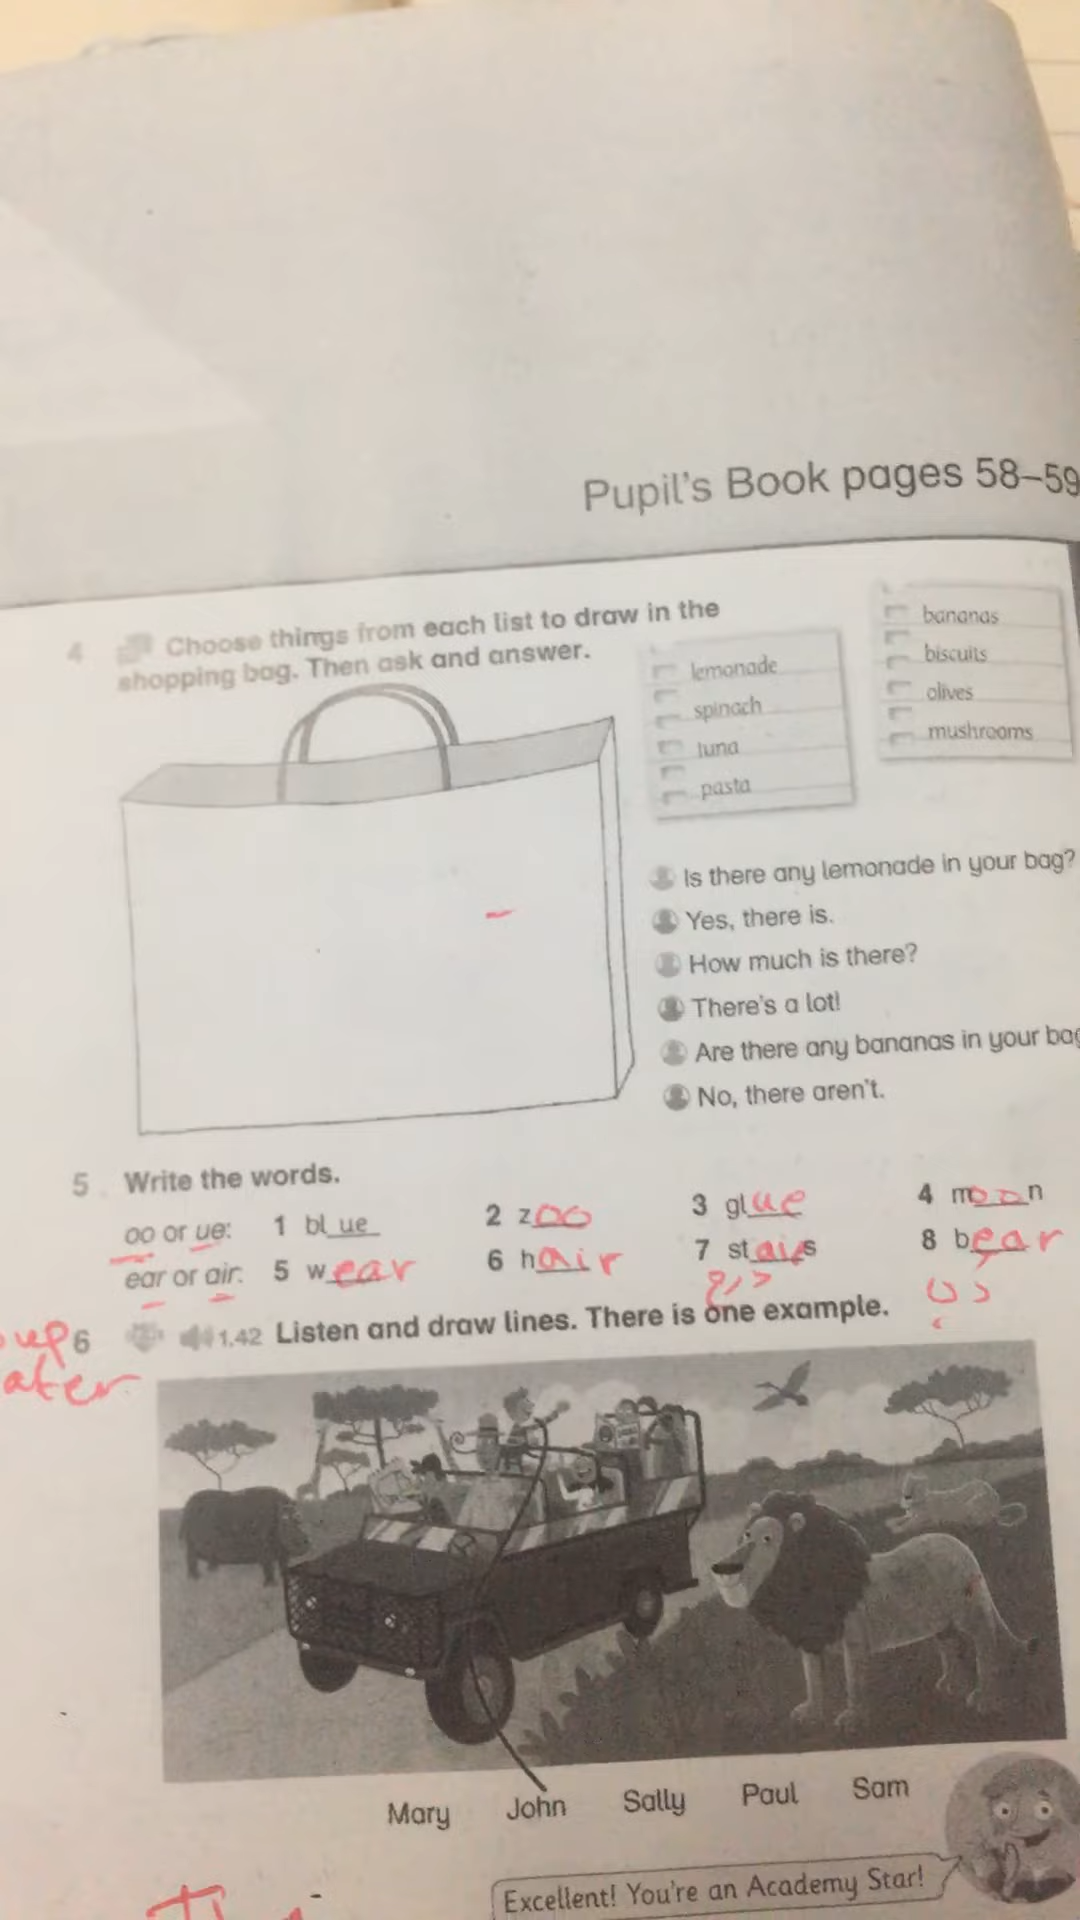 Pupil's Book pages 58–59
4 Choose things from each list to draw in the
shopping bag. Then ask and answer.
lemonade
spinach
tuna
pasta
bananas
biscuits
olives
mushrooms
Is there any lemonade in your bag?
Yes, there is.
How much is there?
There's a lot!
Are there any bananas in your
No, there aren't.
5 Write the words.
oo or ue: 1 blue 2 zoo 3 glue 4 moon
ear or air: 5 wear 6 hair 7 stairs 8 bear
6 1.42 Listen and draw lines. There is one example.
Mary John Sally Paul Sam
Excellent! You're an Academy Star!